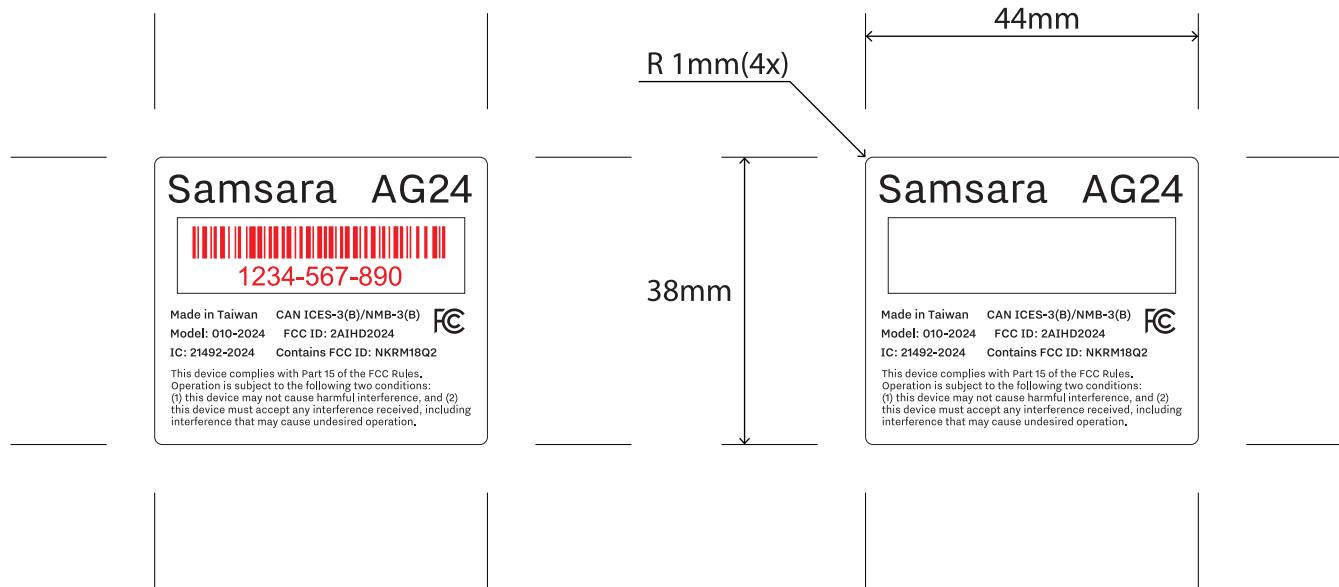 44mm
R 1mm(4x)
38mm
Samsara AG24
1234-567-890
Made in Taiwan CAN ICES-3(B)/NMB-3(B) FC
Model: 010-2024 FCC ID: 2AIHD2024
IC: 21492-2024 Contains FCC ID: NKRM18Q2
This device complies with Part 15 of the FCC Rules.
Operation is subject to the following two conditions:
(1) this device may not cause harmful interference, and (2)
this device must accept any interference received, including
interference that may cause undesired operation.
Samsara AG24
Made in Taiwan CAN ICES-3(B)/NMB-3(B) FC
Model: 010-2024 FCC ID: 2AIHD2024
IC: 21492-2024 Contains FCC ID: NKRM18Q2
This device complies with Part 15 of the FCC Rules.
Operation is subject to the following two conditions:
(1) this device may not cause harmful interference, and (2)
this device must accept any interference received, including
interference that may cause undesired operation.